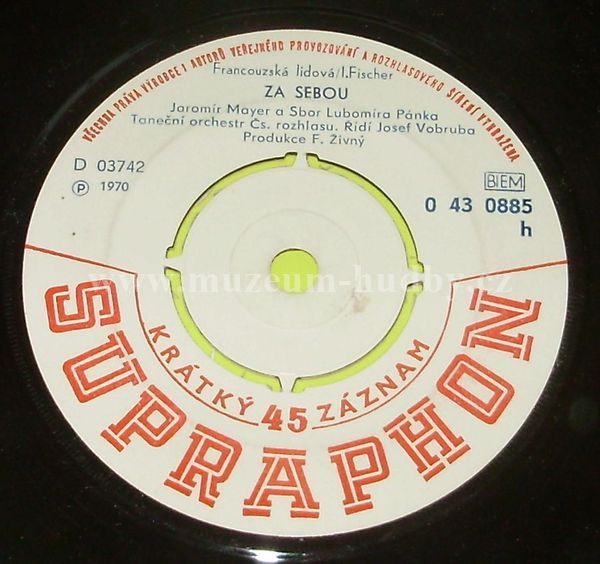 VŠECHNA PRÁVA VÝROBCE I AUTORŮ VEŘEJNÉHO PROVOZOVÁNÍ A ROZHLASOVÉHO ŠÍŘENÍ VYHRAŽENA
Francouzská lidová/I.Fischer
ZA SEBOU
Jaromír Mayer a Sbor Lubomíra Pánka
Taneční orchestr Čs. rozhlasu. Řídí Josef Vobruba
Produkce F. Živný
D 03742
℗ 1970
BIEM
0 43 0885
h
www.muzeum-hudby.cz
KRÁTKÝ 45 ZÁZNAM
SUPRAPHON